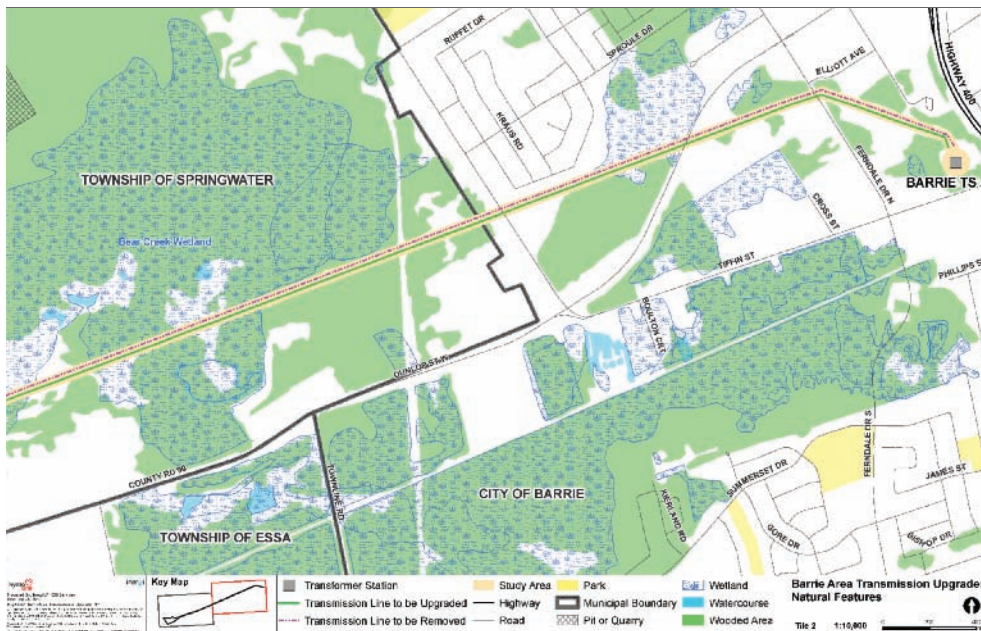 RUFFET DR
SPROULE DR
ELLIOTT AVE
HIGHWAY 400
KRAUS RD
FERNDALE DR N
BARRIE TS
TOWNSHIP OF SPRINGWATER
CROSS ST
Bear Creek Wetland
TIFFIN ST
PHILLIPS S
BOULTON CRT
DUNLOP ST W
COUNTY RD 90
TOWNLINE RD
CITY OF BARRIE
FERNDALE DR S
SUMMERSET DR
JAMES ST
KIERLAND RD
GORE DR
BISHOP DR
TOWNSHIP OF ESSA
Key Map
Transformer Station
Transmission Line to be Upgraded
Transmission Line to be Removed
Study Area
Highway
Road
Park
Municipal Boundary
Pit or Quarry
Wetland
Watercourse
Wooded Area
Barrie Area Transmission Upgrade
Natural Features
Tile 2 1:10,000